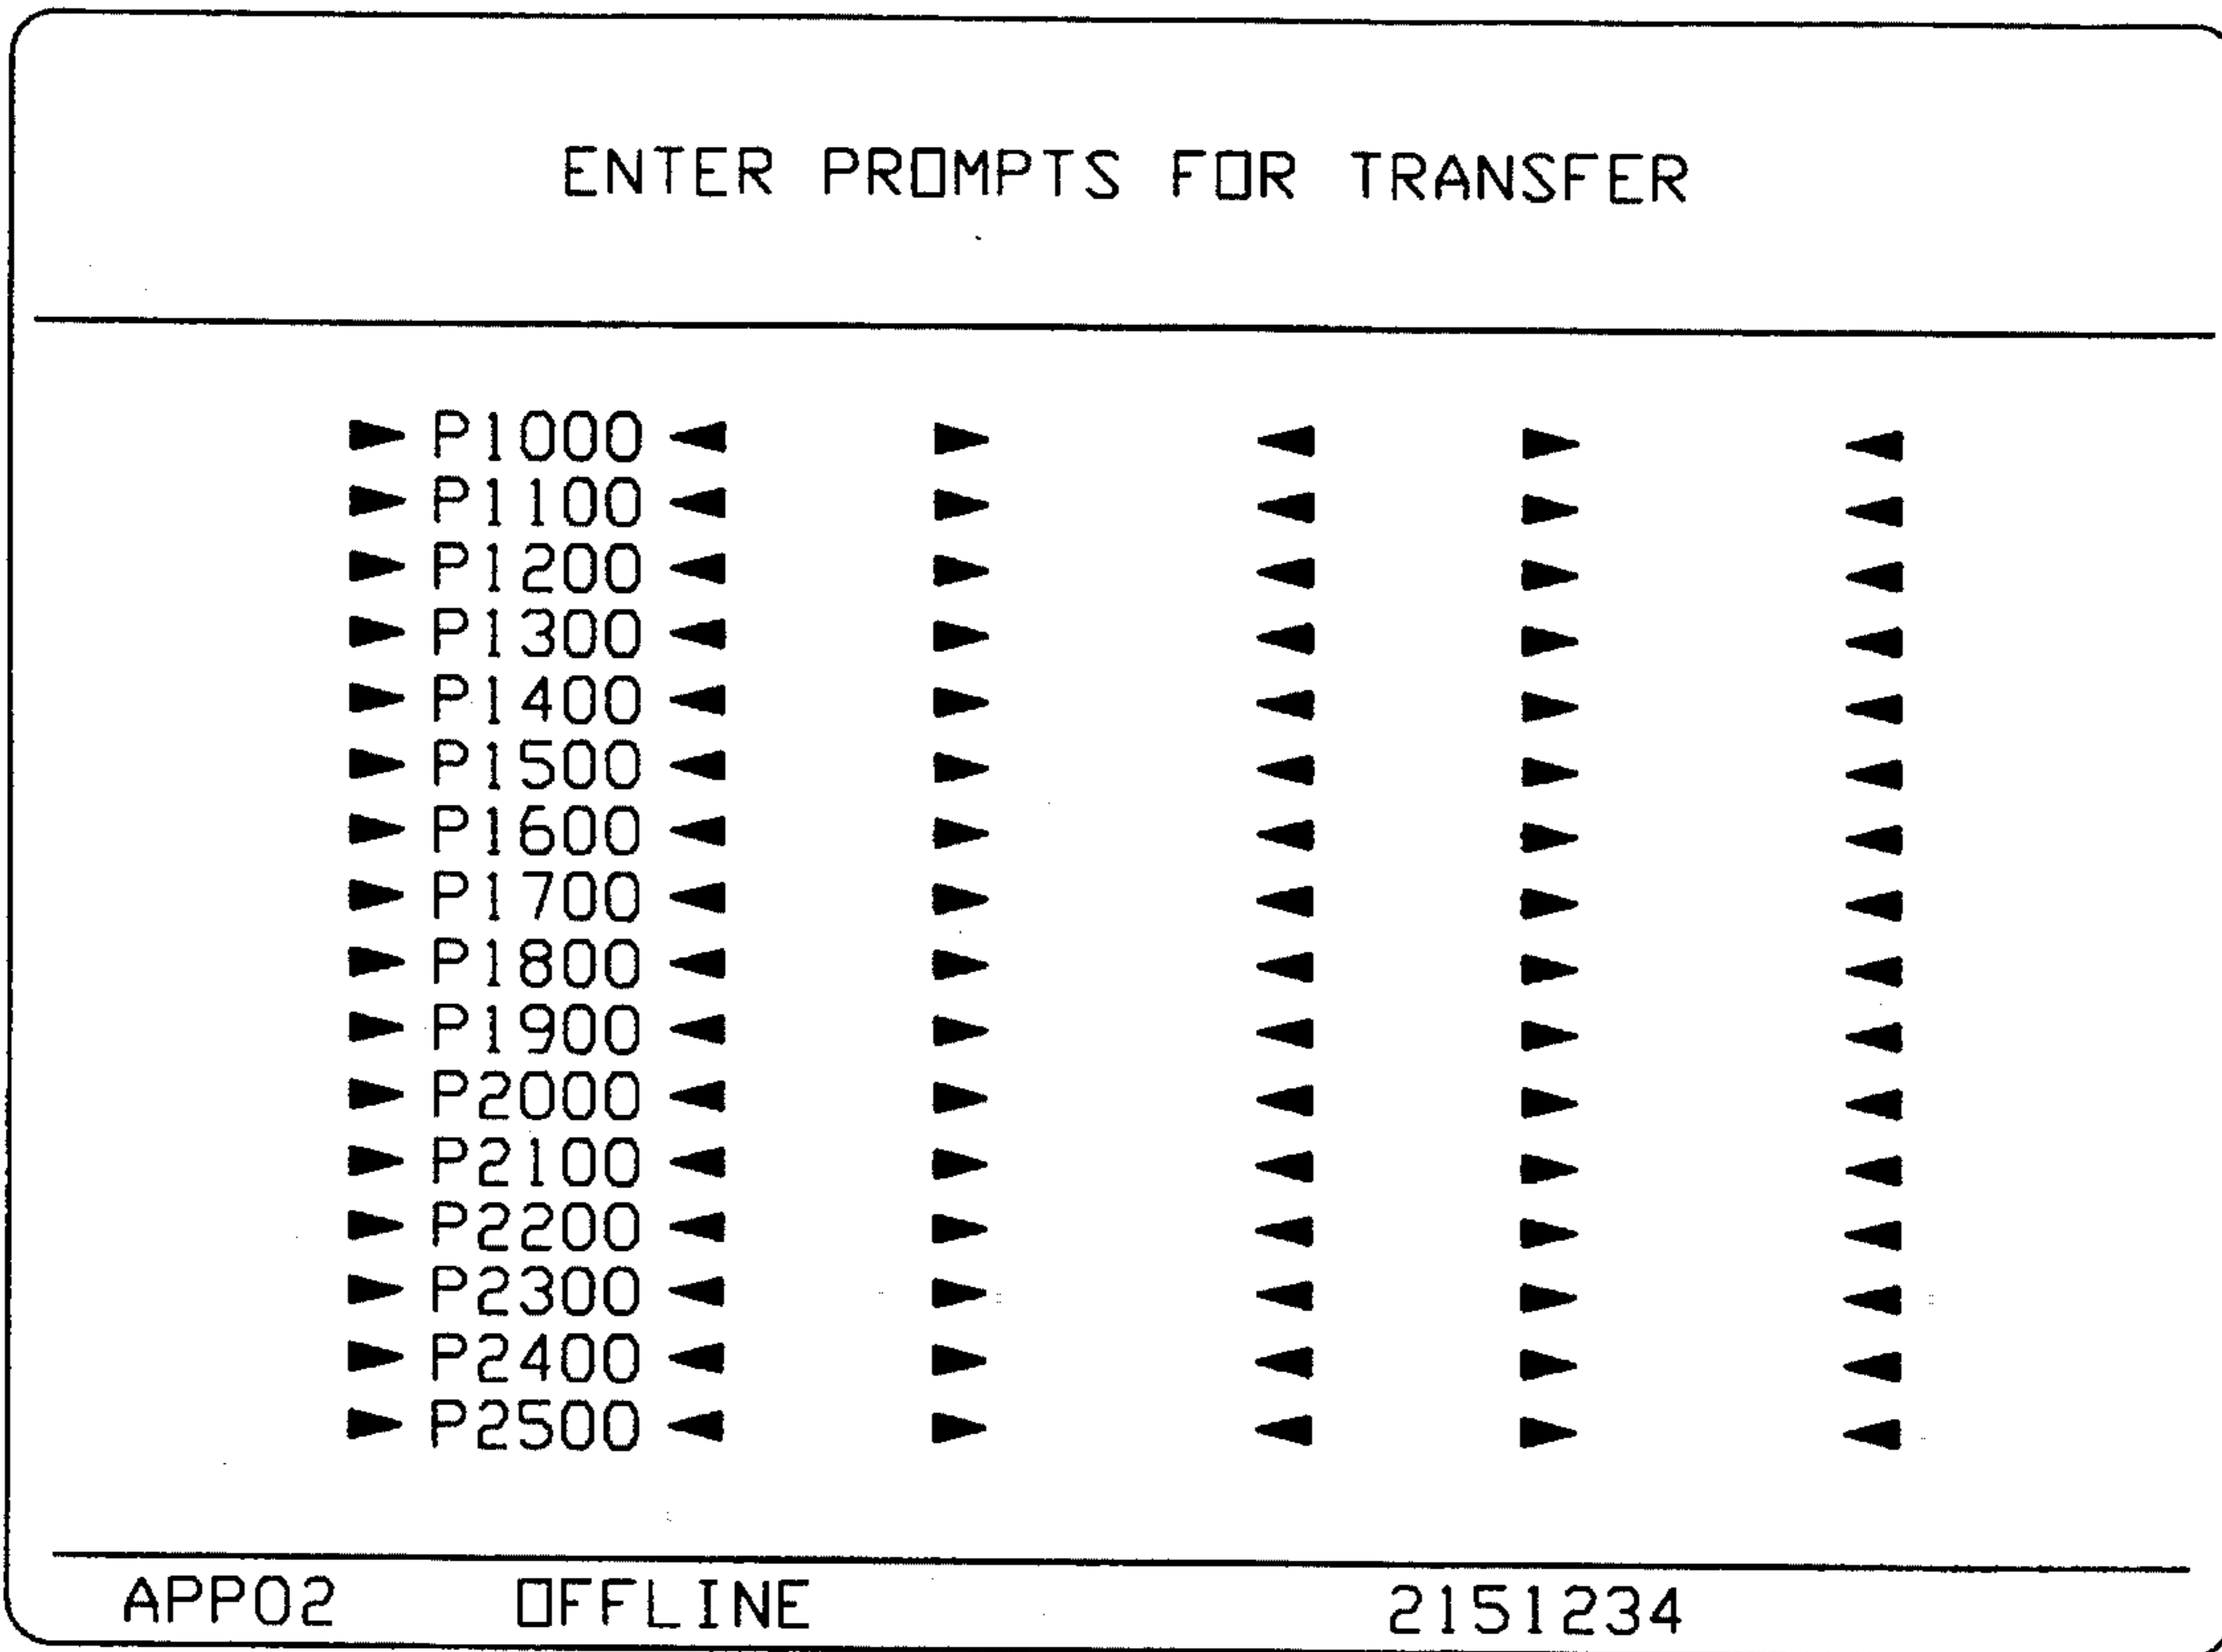 ENTER PROMPTS FOR TRANSFER
P1000
P1100
P1200
P1300
P1400
P1500
P1600
P1700
P1800
P1900
P2000
P2100
P2200
P2300
P2400
P2500
APP02 OFFLINE 2151234